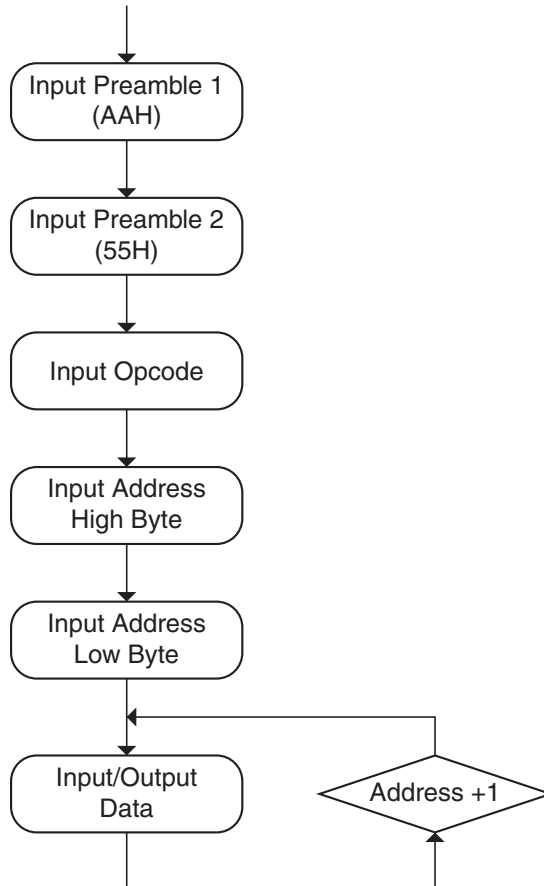 Input Preamble 1
(AAH)
Input Preamble 2
(55H)
Input Opcode
Input Address
High Byte
Input Address
Low Byte
Input/Output
Data
Address +1